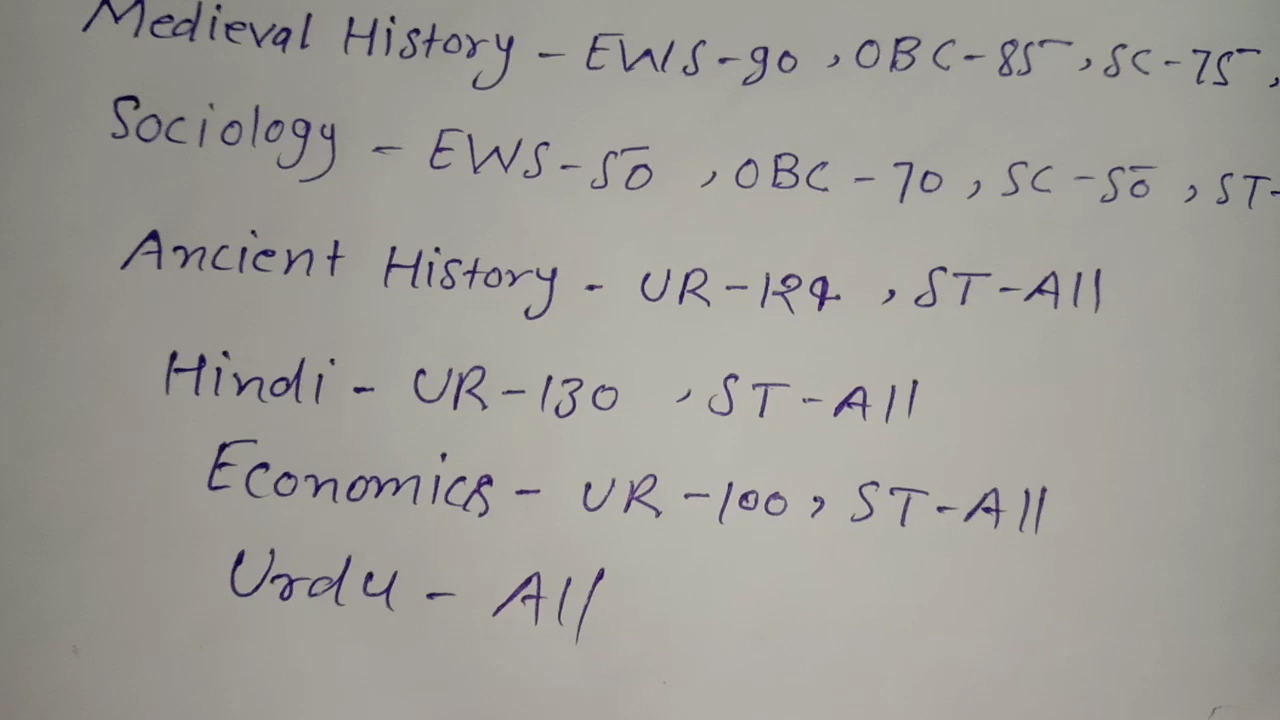 Medieval History - EWS-90, OBC-85, SC-75,
Sociology - EWS-50, OBC-70, SC-50, ST-
Ancient History - UR-124, ST-All
Hindi - UR-130, ST-All
Economics - UR-100, ST-All
Urdu - All